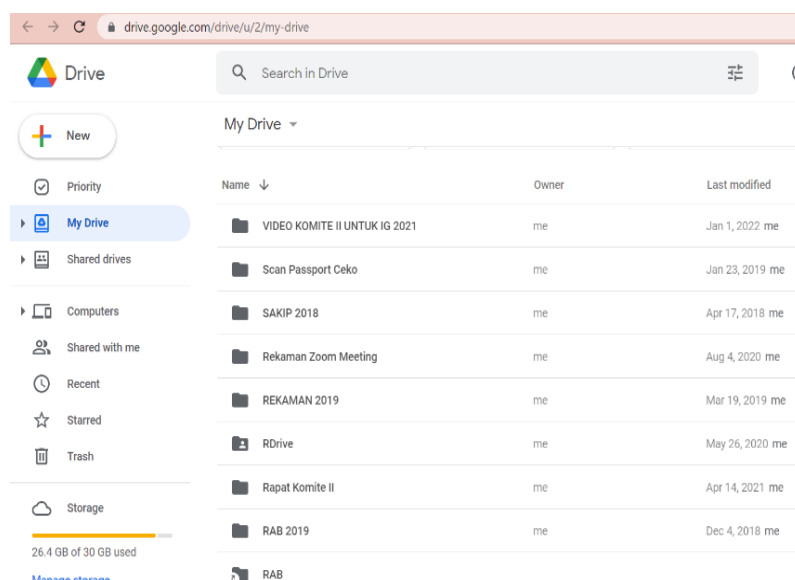 drive.google.com/drive/u/2/my-drive
Drive
Search in Drive
New
My Drive
Name Owner Last modified
Priority
My Drive
Shared drives
Computers
Shared with me
Recent
Starred
Trash
Storage
26.4 GB of 30 GB used
Manage storage
VIDEO KOMITE II UNTUK IG 2021 me Jan 1, 2022 me
Scan Passport Ceko me Jan 23, 2019 me
SAKIP 2018 me Apr 17, 2018 me
Rekaman Zoom Meeting me Aug 4, 2020 me
REKAMAN 2019 me Mar 19, 2019 me
RDrive me May 26, 2020 me
Rapat Komite II me Apr 14, 2021 me
RAB 2019 me Dec 4, 2018 me
RAB